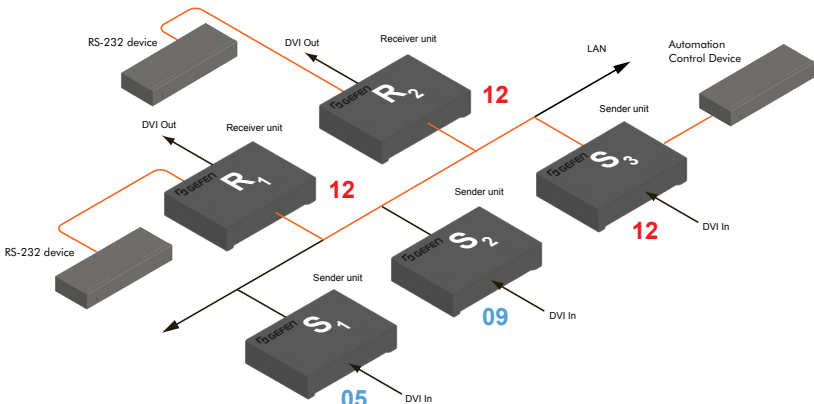 RS-232 device
DVI Out
Receiver unit
LAN
Automation
Control Device
GEFEN
R2
12
Sender unit
DVI Out
Receiver unit
GEFEN
R1
12
S3
12
DVI In
Sender unit
S2
09
DVI In
RS-232 device
Sender unit
GEFEN
S1
05
DVI In